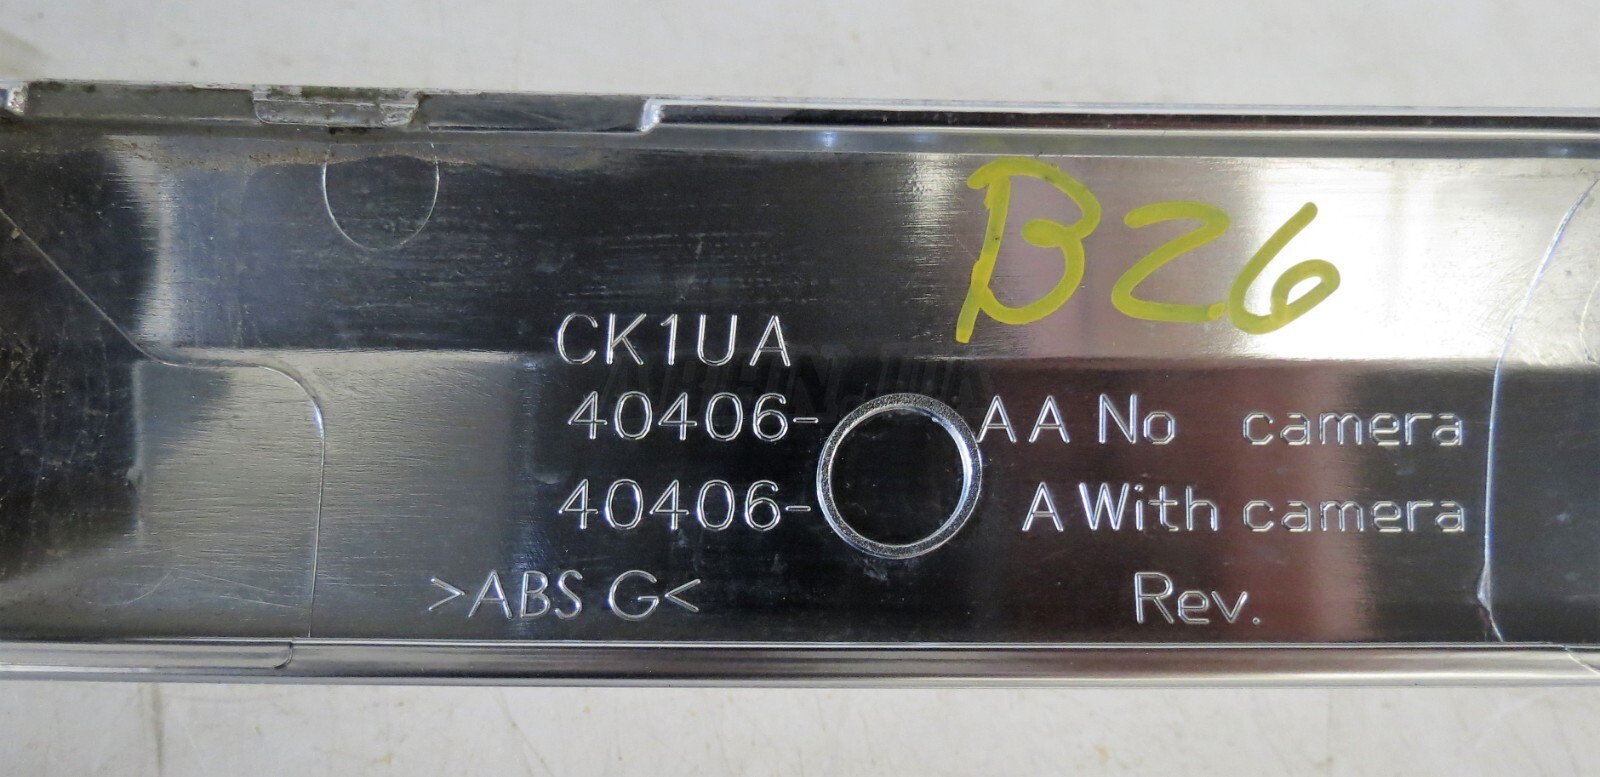 B26
CK1UA
40406- AA No camera
40406- A With camera
>ABS G<
Rev.